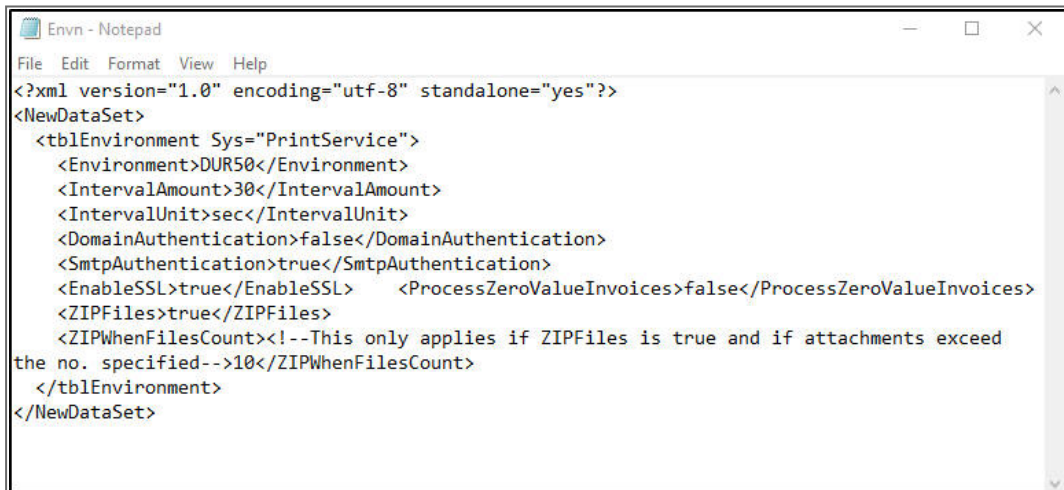 Envn - Notepad
File Edit Format View Help
<?xml version="1.0" encoding="utf-8" standalone="yes"?>
<NewDataSet>
  <tblEnvironment Sys="PrintService">
    <Environment>DUR50</Environment>
    <IntervalAmount>30</IntervalAmount>
    <IntervalUnit>sec</IntervalUnit>
    <DomainAuthentication>false</DomainAuthentication>
    <SmtpAuthentication>true</SmtpAuthentication>
    <EnableSSL>true</EnableSSL>    <ProcessZeroValueInvoices>false</ProcessZeroValueInvoices>
    <ZIPFiles>true</ZIPFiles>
    <ZIPWhenFilesCount><!--This only applies if ZIPFiles is true and if attachments exceed
the no. specified-->10</ZIPWhenFilesCount>
  </tblEnvironment>
</NewDataSet>